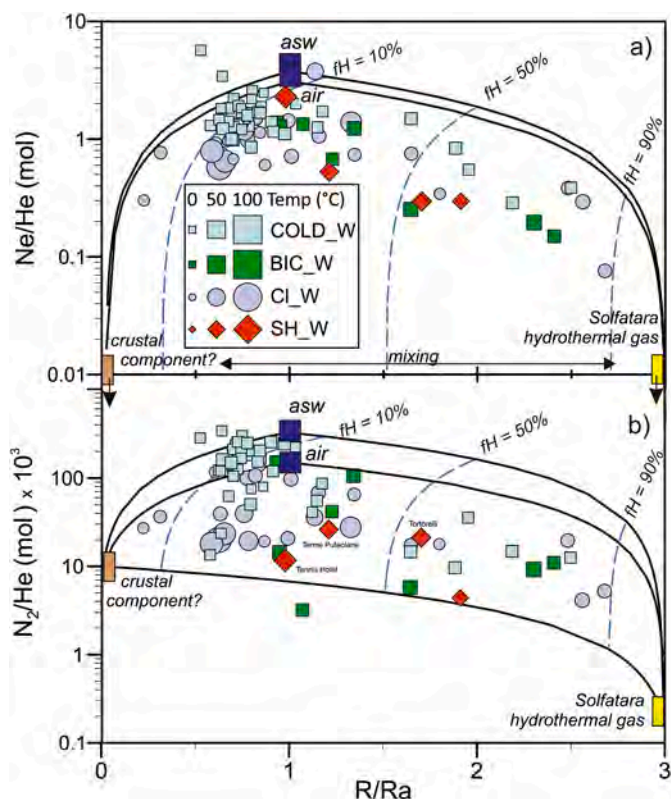 10
asw
a)
fH = 10%
air
fH = 50%
fH = 90%
1
Ne/He (mol)
0 50 100 Temp (°C)
COLD_W
BIC_W
Cl_W
SH_W
0.1
Solfatara
hydrothermal gas
crustal
component?
mixing
0.01
asw
b)
fH = 10%
air
fH = 50%
fH = 90%
100
N2/He (mol) x 10³
Tortorelli
Terme Puteolane
Tennis Hotel
10
crustal
component?
1
Solfatara
hydrothermal gas
0.1
0 1 2 3
R/Ra